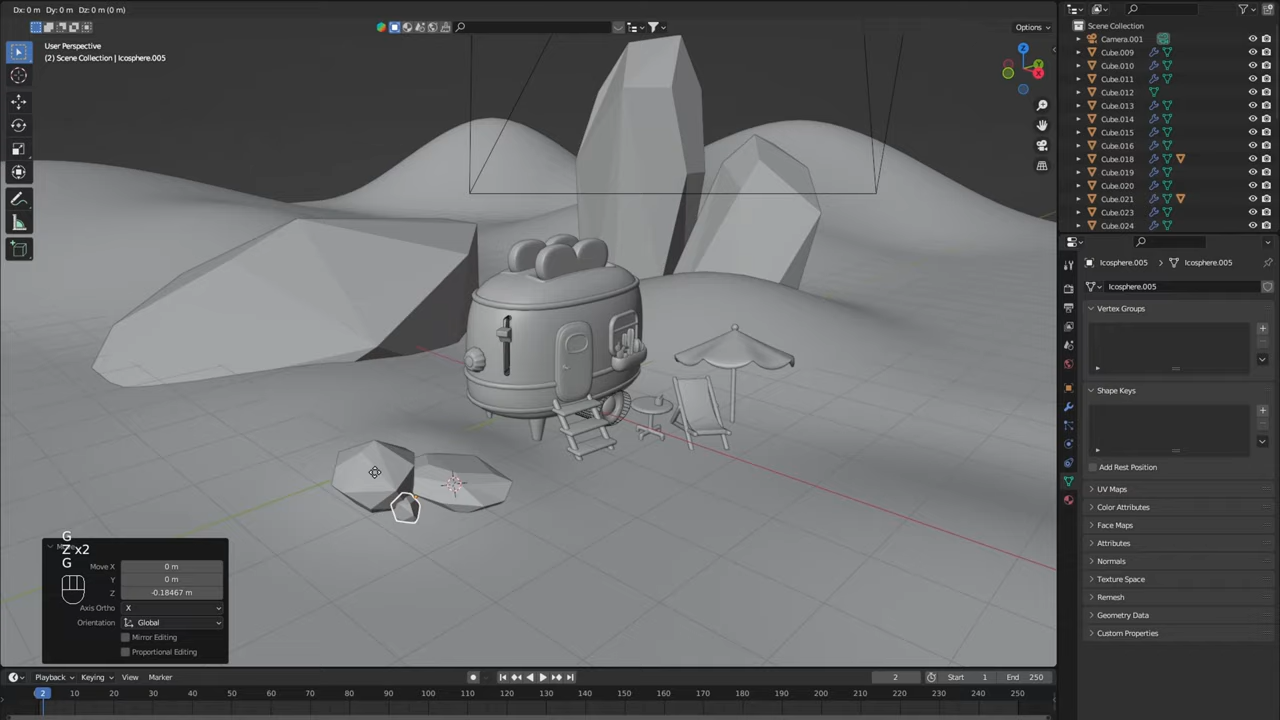 Dx: 0 m Dy: 0 m Dz: 0 m (0 m)
Options
User Perspective
(2) Scene Collection | Icosphere.005
Z
Y
X
G
Z x2
G
Move X 0 m
Y 0 m
Z -0.18467 m
Axis Ortho X
Orientation Global
Mirror Editing
Proportional Editing
Playback Keying View Marker
2 Start 1 End 250
2 10 20 30 40 50 60 70 80 90 100 110 120 130 140 150 160 170 180 190 200 210 220 230 240 250
Scene Collection
Camera.001
Cube.009
Cube.010
Cube.011
Cube.012
Cube.013
Cube.014
Cube.015
Cube.016
Cube.018
Cube.019
Cube.020
Cube.021
Cube.023
Cube.024
Icosphere.005 > Icosphere.005
Icosphere.005
Vertex Groups
Shape Keys
Add Rest Position
UV Maps
Color Attributes
Face Maps
Attributes
Normals
Texture Space
Remesh
Geometry Data
Custom Properties